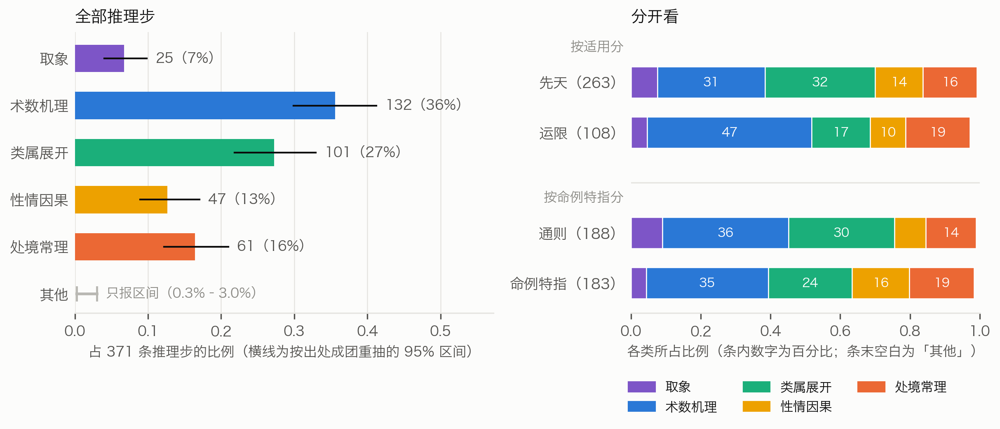 全部推理步
取象
25（7%）
术数机理
132（36%）
类属展开
101（27%）
性情因果
47（13%）
处境常理
61（16%）
其他
只报区间（0.3% - 3.0%）
0.0 0.1 0.2 0.3 0.4 0.5
占 371 条推理步的比例（横线为按出处成团重抽的 95% 区间）
分开看
按适用分
先天（263） 31 32 14 16
运限（108） 47 17 10 19
按命例特指分
通则（188） 36 30 14
命例特指（183） 35 24 16 19
0.0 0.2 0.4 0.6 0.8 1.0
各类所占比例（条内数字为百分比；条末空白为「其他」）
取象 类属展开 处境常理
术数机理 性情因果